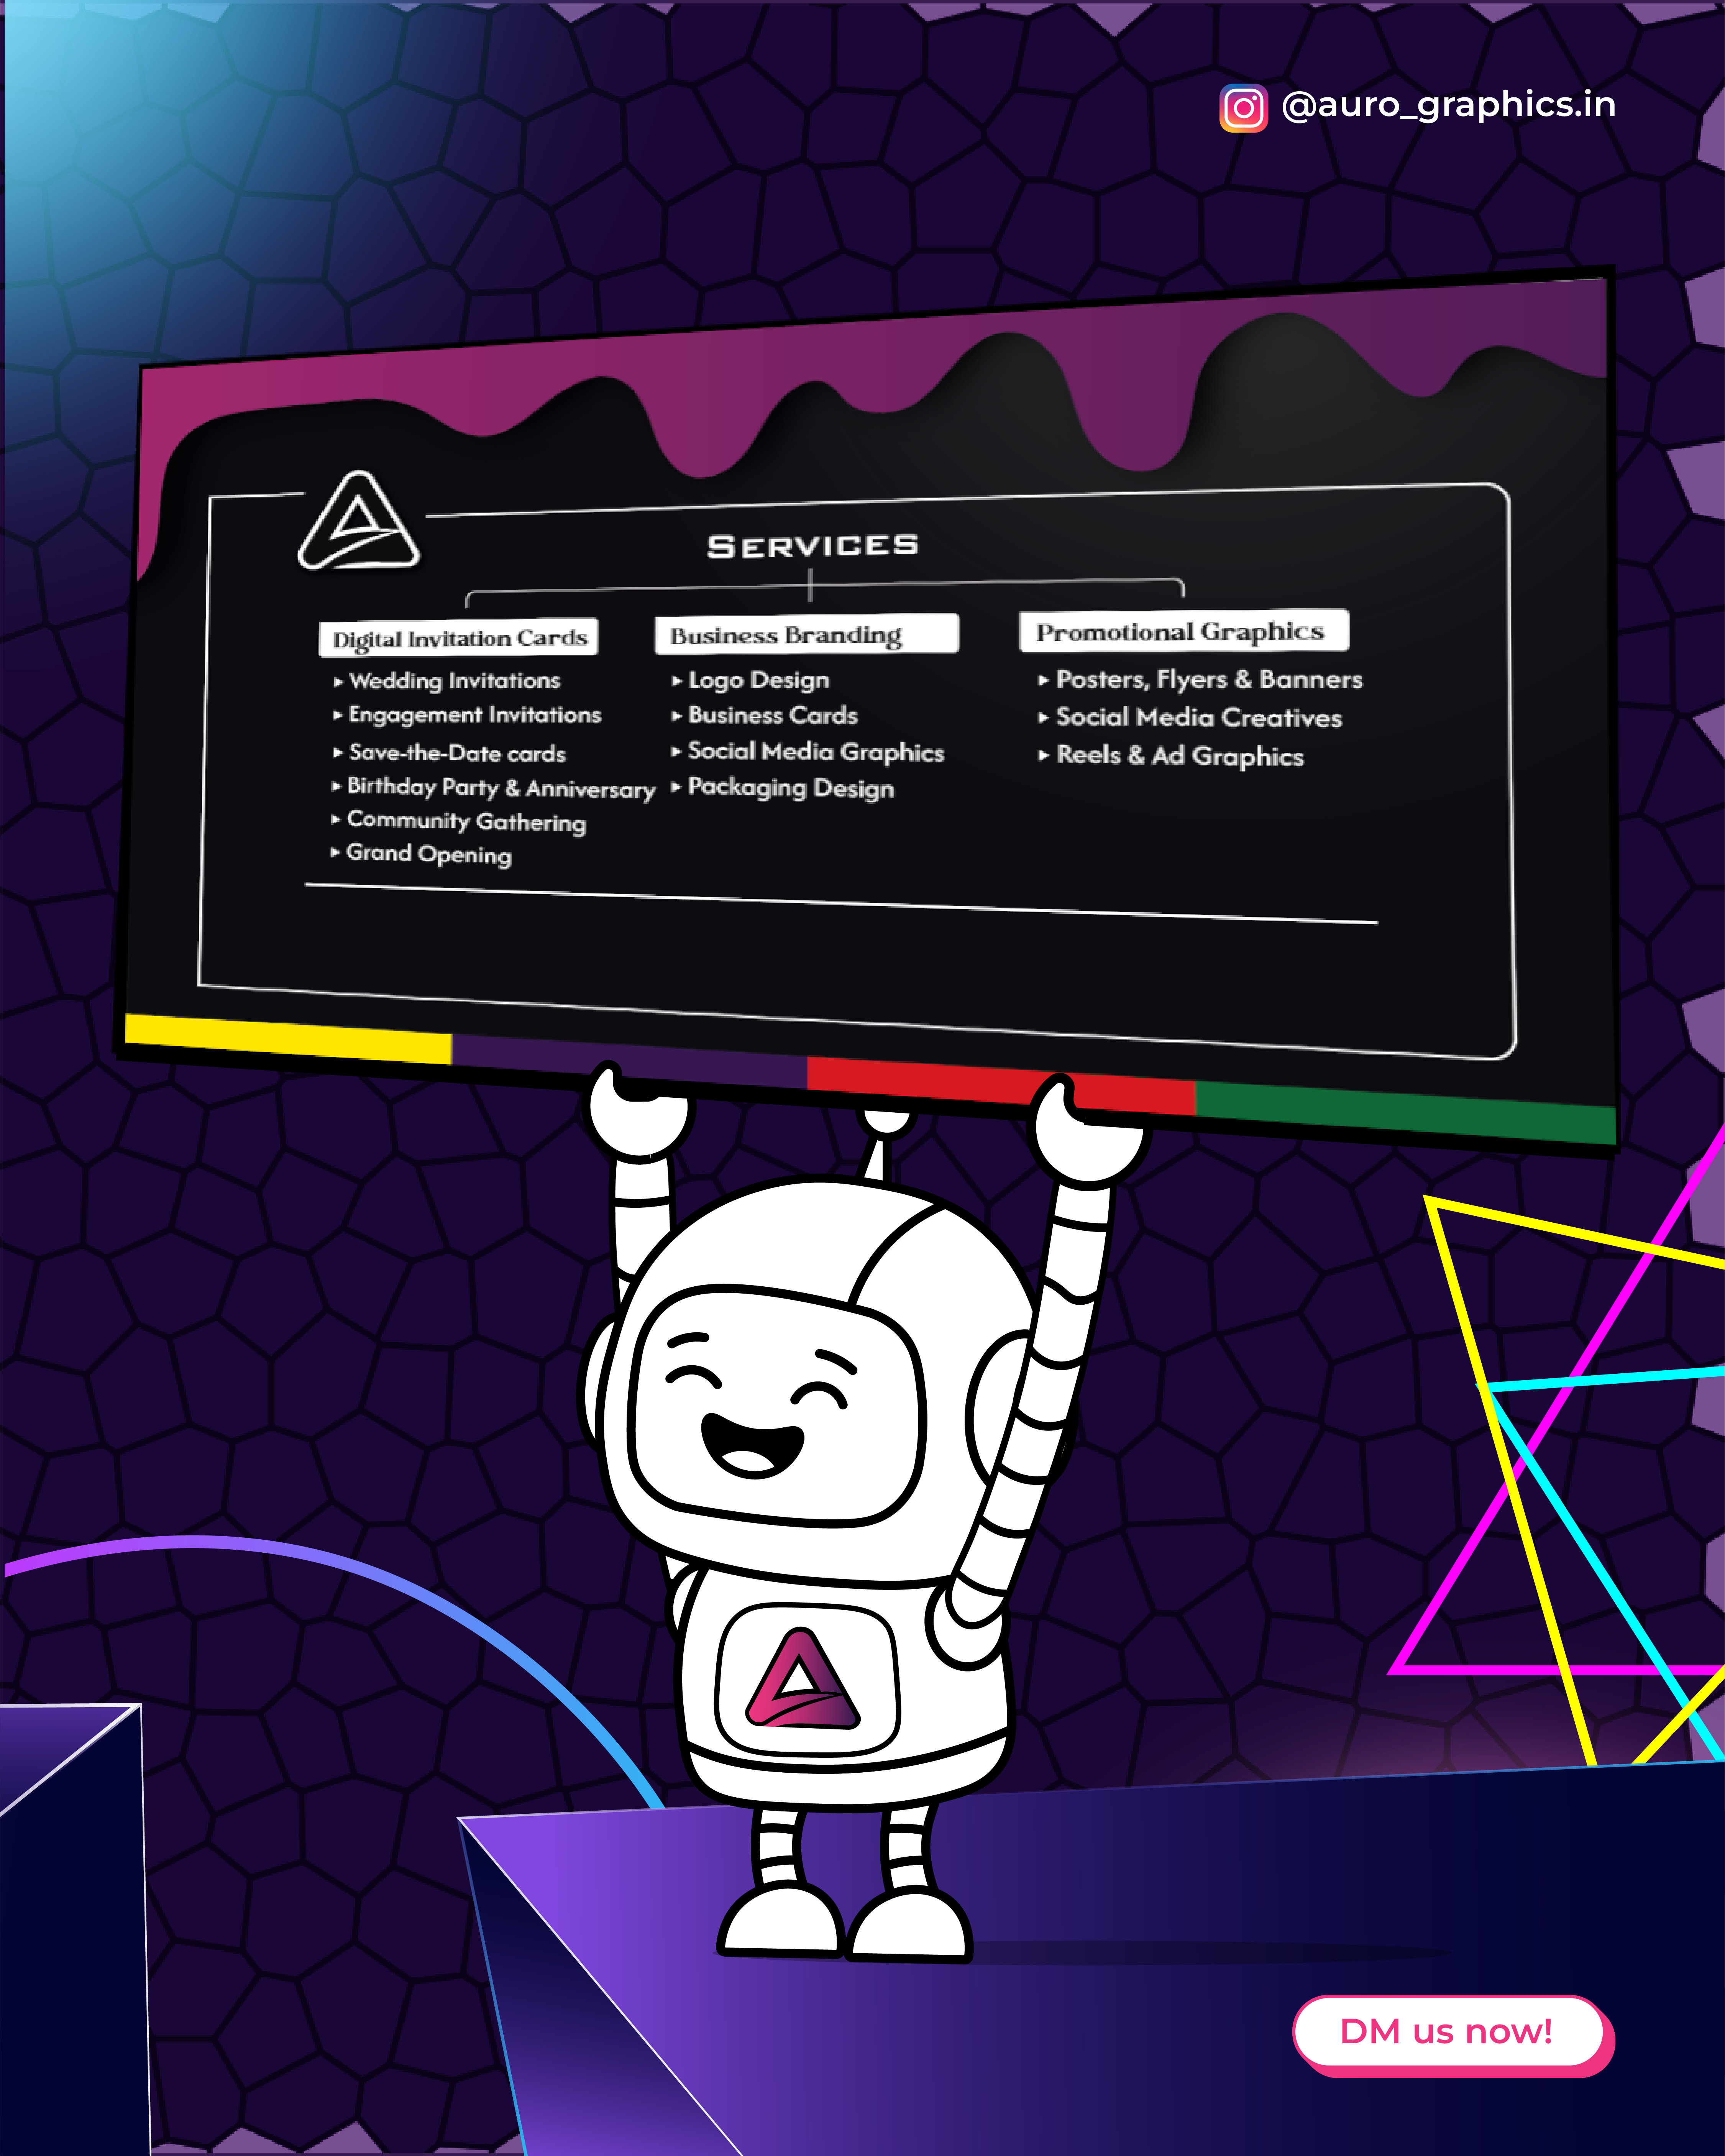 @auro_graphics.in
SERVICES
Digital Invitation Cards
▸ Wedding Invitations
▸ Engagement Invitations
▸ Save-the-Date cards
▸ Birthday Party & Anniversary
▸ Community Gathering
▸ Grand Opening
Business Branding
▸ Logo Design
▸ Business Cards
▸ Social Media Graphics
▸ Packaging Design
Promotional Graphics
▸ Posters, Flyers & Banners
▸ Social Media Creatives
▸ Reels & Ad Graphics
DM us now!